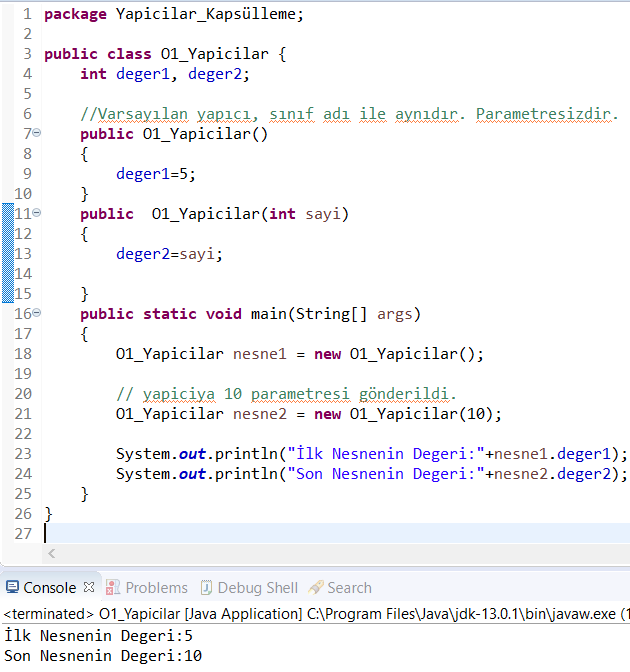 1 package Yapicilar_Kapsülleme;
2
3 public class O1_Yapicilar {
4     int deger1, deger2;
5
6     //Varsayılan yapıcı, sınıf adı ile aynıdır. Parametresizdir.
7     public O1_Yapicilar()
8     {
9         deger1=5;
10     }
11     public  O1_Yapicilar(int sayi)
12     {
13         deger2=sayi;
14
15     }
16     public static void main(String[] args)
17     {
18         O1_Yapicilar nesne1 = new O1_Yapicilar();
19
20         // yapiciya 10 parametresi gönderildi.
21         O1_Yapicilar nesne2 = new O1_Yapicilar(10);
22
23         System.out.println("İlk Nesnenin Degeri:"+nesne1.deger1);
24         System.out.println("Son Nesnenin Degeri:"+nesne2.deger2);
25     }
26 }
27
Console Problems Debug Shell Search
<terminated> O1_Yapicilar [Java Application] C:\Program Files\Java\jdk-13.0.1\bin\javaw.exe (1
İlk Nesnenin Degeri:5
Son Nesnenin Degeri:10